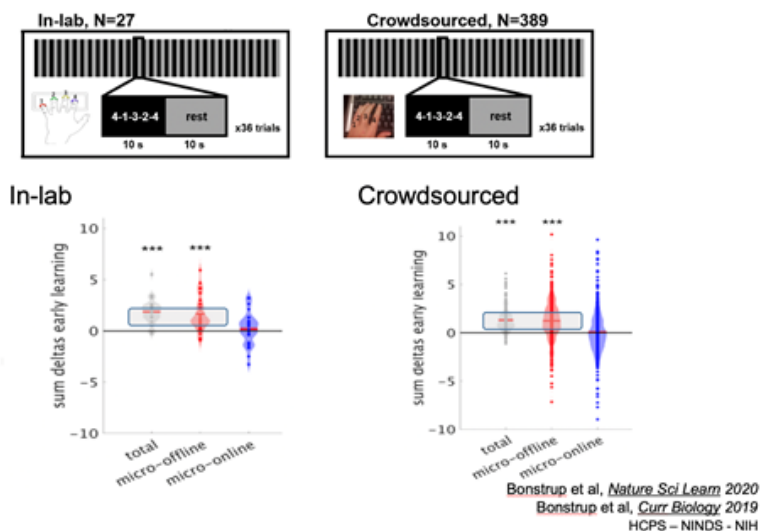 In-lab, N=27
Crowdsourced, N=389
4-1-3-2-4 rest
x36 trials
10 s 10 s
4-1-3-2-4 rest
x36 trials
10 s 10 s
In-lab
Crowdsourced
sum deltas early learning
10
5
0
−5
−10
*** ***
total
micro-offline
micro-online
sum deltas early learning
10
5
0
−5
−10
*** ***
total
micro-offline
micro-online
Bonstrup et al, Nature Sci Learn 2020
Bonstrup et al, Curr Biology 2019
HCPS – NNDS - NIH